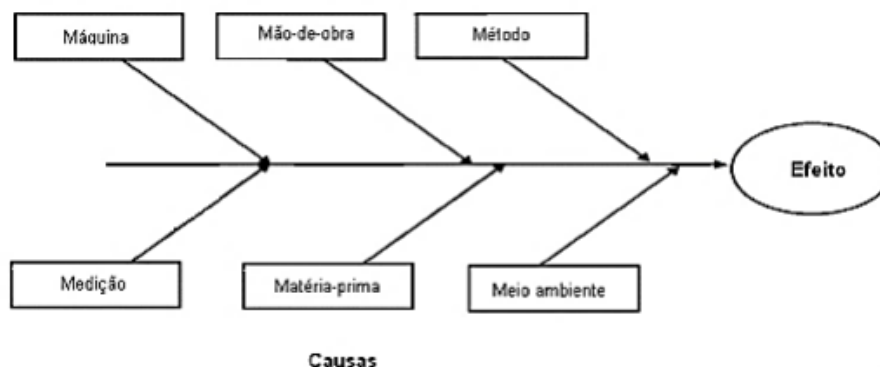 Máquina
Mão-de-obra
Método
Efeito
Medição
Matéria-prima
Meio ambiente
Causas